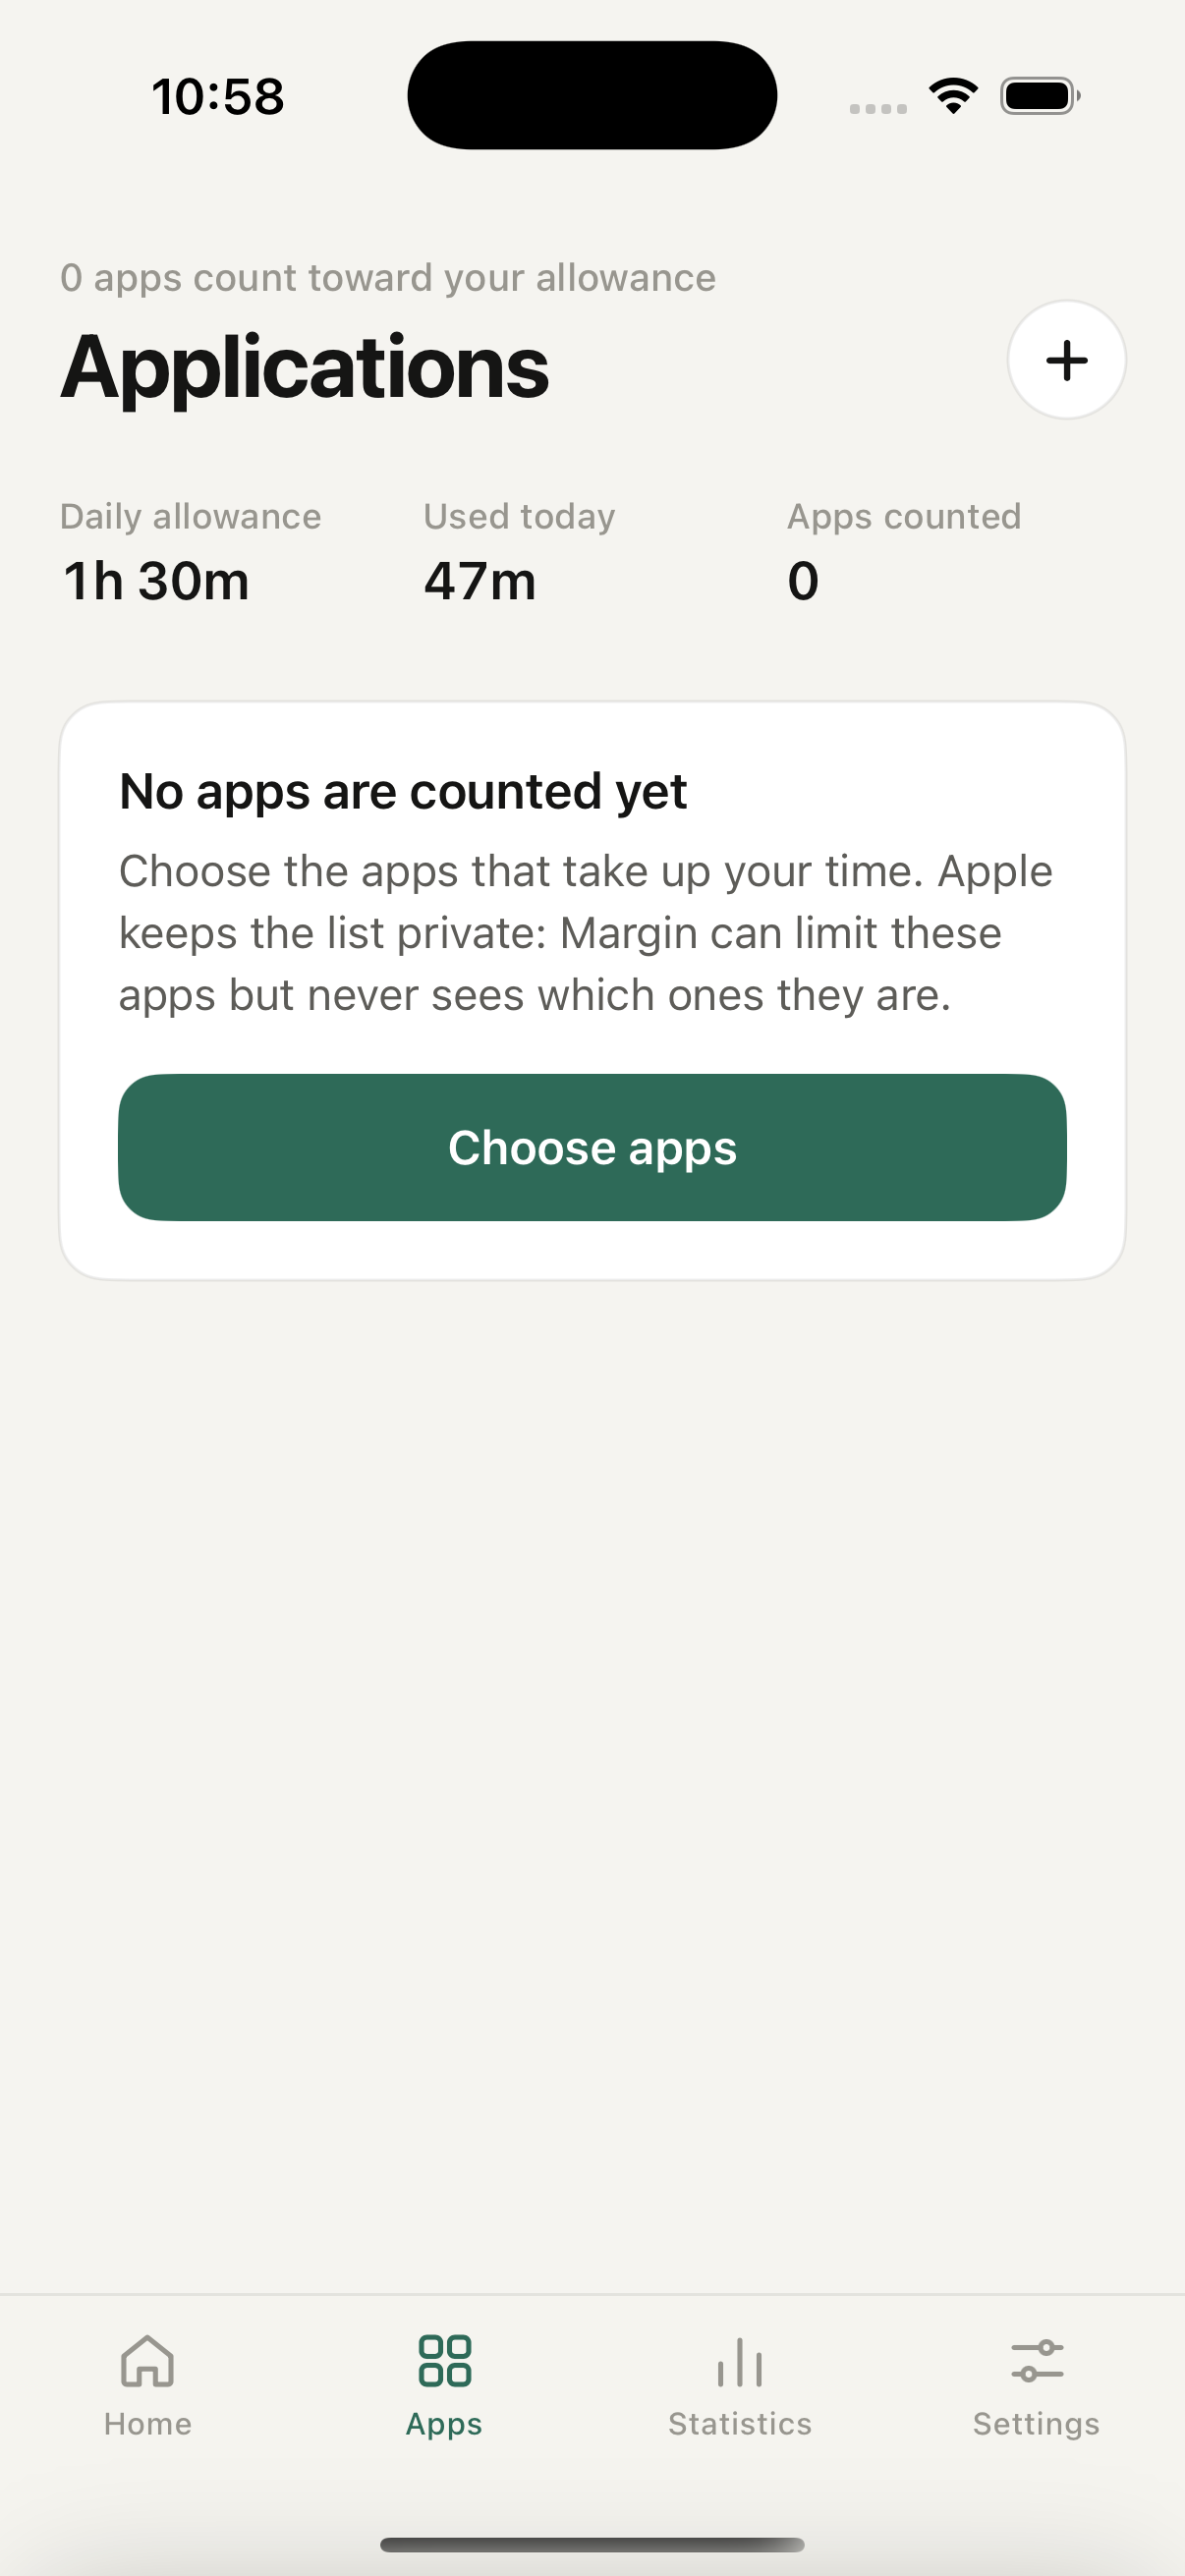 10:58
0 apps count toward your allowance
Applications
Daily allowance
Used today
Apps counted
1h 30m
47m
0
No apps are counted yet
Choose the apps that take up your time. Apple
keeps the list private: Margin can limit these
apps but never sees which ones they are.
Choose apps
Home
Apps
Statistics
Settings